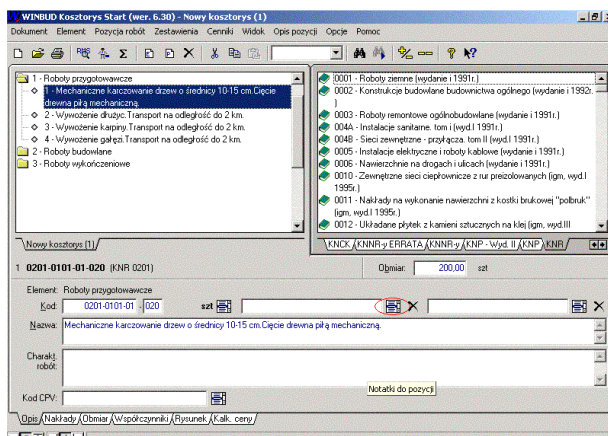 WINBUD Kosztorys Start (wer. 6.30) - Nowy kosztorys (1)
Dokument Element Pozycja robót Zestawienia Cenniki Widok Opis pozycji Opcje Pomoc
1 - Roboty przygotowawcze
1 - Mechaniczne karczowanie drzew o średnicy 10-15 cm.Cięcie
drewna piłą mechaniczną.
2 - Wywożenie dłużyc.Transport na odległość do 2 km.
3 - Wywożenie karpiny.Transport na odległość do 2 km.
4 - Wywożenie gałęzi.Transport na odległość do 2 km.
2 - Roboty budowlane
3 - Roboty wykończeniowe
Nowy kosztorys (1)
0001 - Roboty ziemne (wydanie i 1991r.)
0002 - Konstrukcje budowlane budownictwa ogólnego (wydanie i 1992r.
)
0003 - Roboty remontowe ogólnobudowlane (wydanie i 1991r.)
004A - Instalacje sanitarne. tom i (wyd.I 1991r.)
004B - Sieci zewnętrzne - przyłącza. tom II (wyd.I 1991r.)
0005 - Instalacje elektryczne i roboty kablowe (wydanie i 1991r.)
0006 - Nawierzchnie na drogach i ulicach (wydanie i 1991r.)
0010 - Zewnętrzne sieci ciepłownicze z rur preizolowanych (igm, wyd.I
1995r.)
0011 - Nakłady na wykonanie nawierzchni z kostki brukowej "polbruk"
(igm, wyd.I 1995r.)
0012 - Układane płytek z kamieni sztucznych na klej (igm, wyd.III
KNCK KNNR-y ERRATA KNNR-y KNP - Wyd. II KNP KNR
1 0201-0101-01-020 (KNR 0201)
Obmiar: 200,00 szt
Element: Roboty przygotowawcze
Kod: 0201-0101-01 - 020 szt
Nazwa: Mechaniczne karczowanie drzew o średnicy 10-15 cm.Cięcie drewna piłą mechaniczną.
Charakt.
robót:
Notatki do pozycji
Kod CPV:
Opis Nakłady Obmiar Współczynniki Rysunek Kalk. ceny